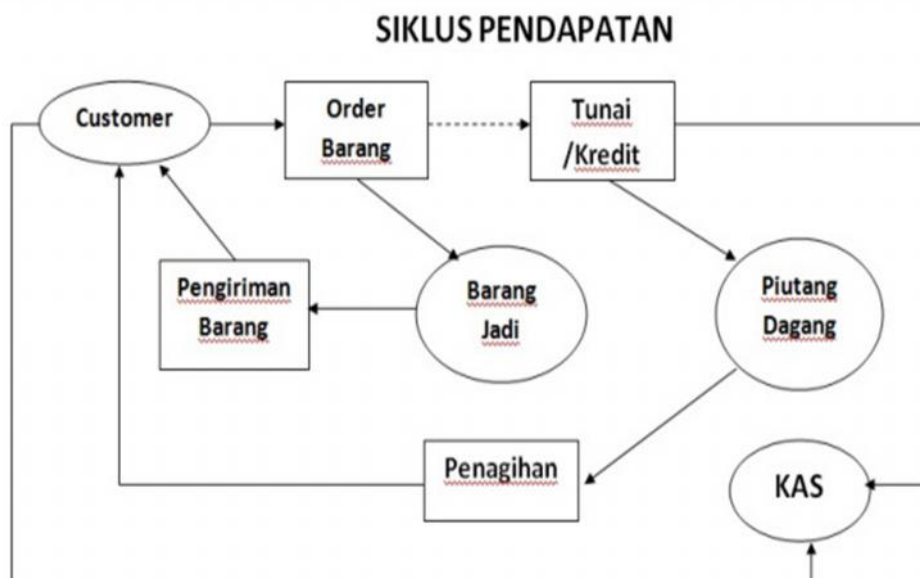 SIKLUS PENDAPATAN
Customer
Order
Barang
Tunai
/Kredit
Pengiriman
Barang
Barang
Jadi
Piutang
Dagang
Penagihan
KAS